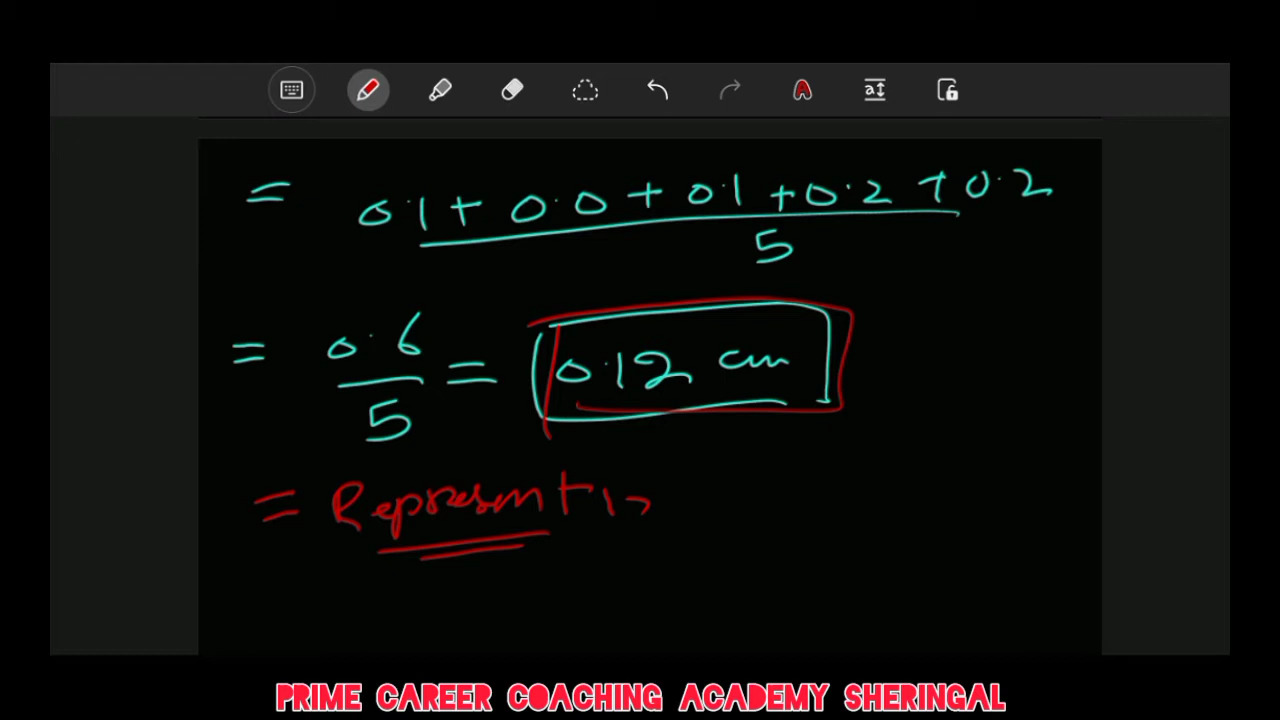 = 0.1 + 0.0 + 0.1 + 0.2 + 0.2
5
= 0.6 = 0.12 cm
5
= Represent
PRIME CAREER COACHING ACADEMY SHERINGAL